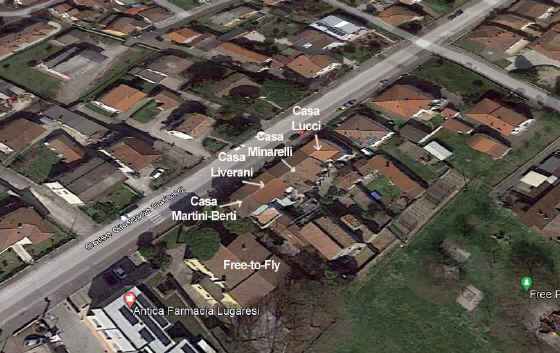 Casa
Lucci
Casa
Minarelli
Casa
Liverani
Casa
Martini-Berti
Free-to-Fly
Antica Farmacia Lugaresi
Free